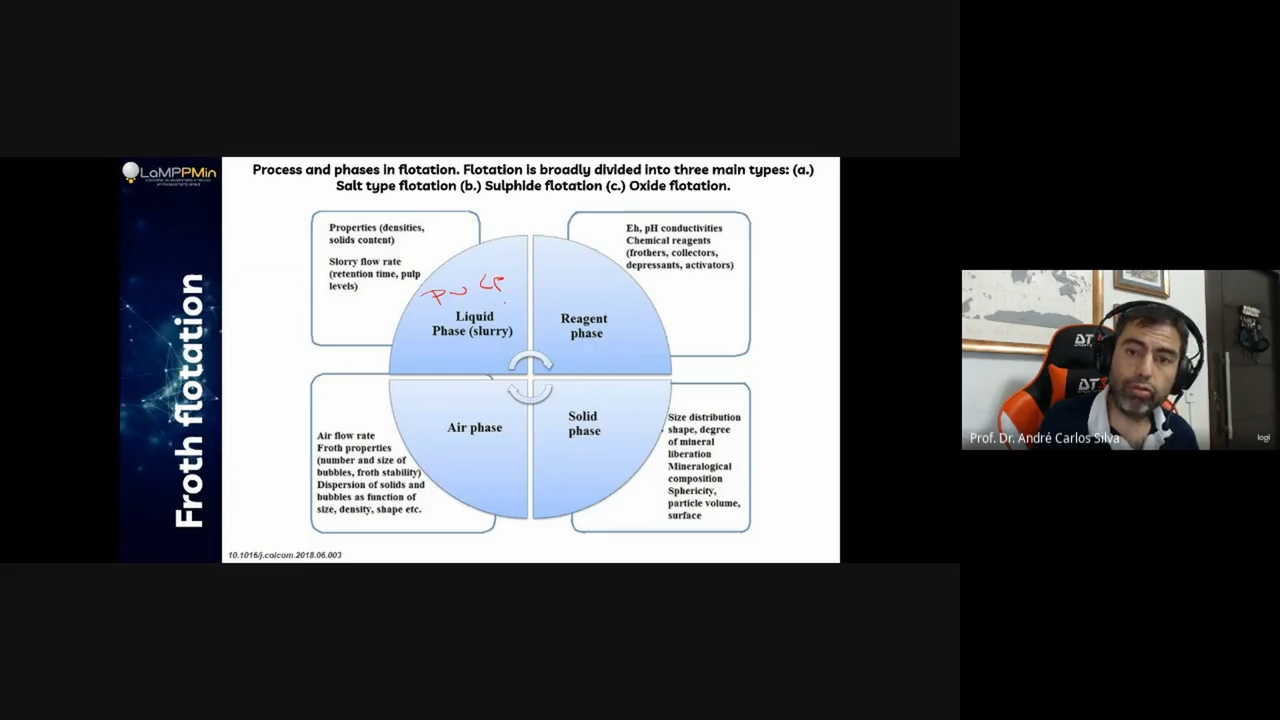 Process and phases in flotation. Flotation is broadly divided into three main types: (a.)
Salt type flotation (b.) Sulphide flotation (c.) Oxide flotation.
LaMPPMin
Froth flotation
Properties (densities,
solids content)
Slorry flow rate
(retention time, pulp
levels)
Eh, pH conductivities
Chemical reagents
(frothers, collectors,
depressants, activators)
Liquid
Phase (slurry)
Reagent
phase
Air phase
Solid
phase
Air flow rate
Froth properties
(number and size of
bubbles, froth stability)
Dispersion of solids and
bubbles as function of
size, density, shape etc.
Size distribution
shape, degree
of mineral
liberation
Mineralogical
composition
Sphericity,
particle volume,
surface
10.1016/j.colcom.2018.06.003
DT
DT
Prof. Dr. André Carlos Silva
logi